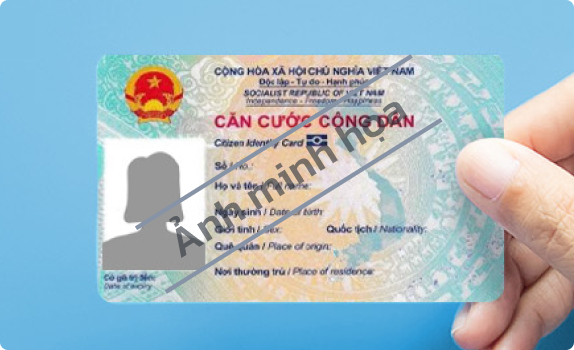 CỘNG HÒA XÃ HỘI CHỦ NGHĨA VIỆT NAM
Độc lập - Tự do - Hạnh phúc
SOCIALIST REPUBLIC OF VIET NAM
Independence - Freedom - Happiness
CĂN CƯỚC CÔNG DÂN
Citizen Identity Card
Số / No.:
Họ và tên / Full name:
Ngày sinh / Date of birth:
Giới tính / Sex: Quốc tịch / Nationality:
Quê quán / Place of origin:
Nơi thường trú / Place of residence:
Có giá trị đến:
Date of expiry
Ảnh minh họa